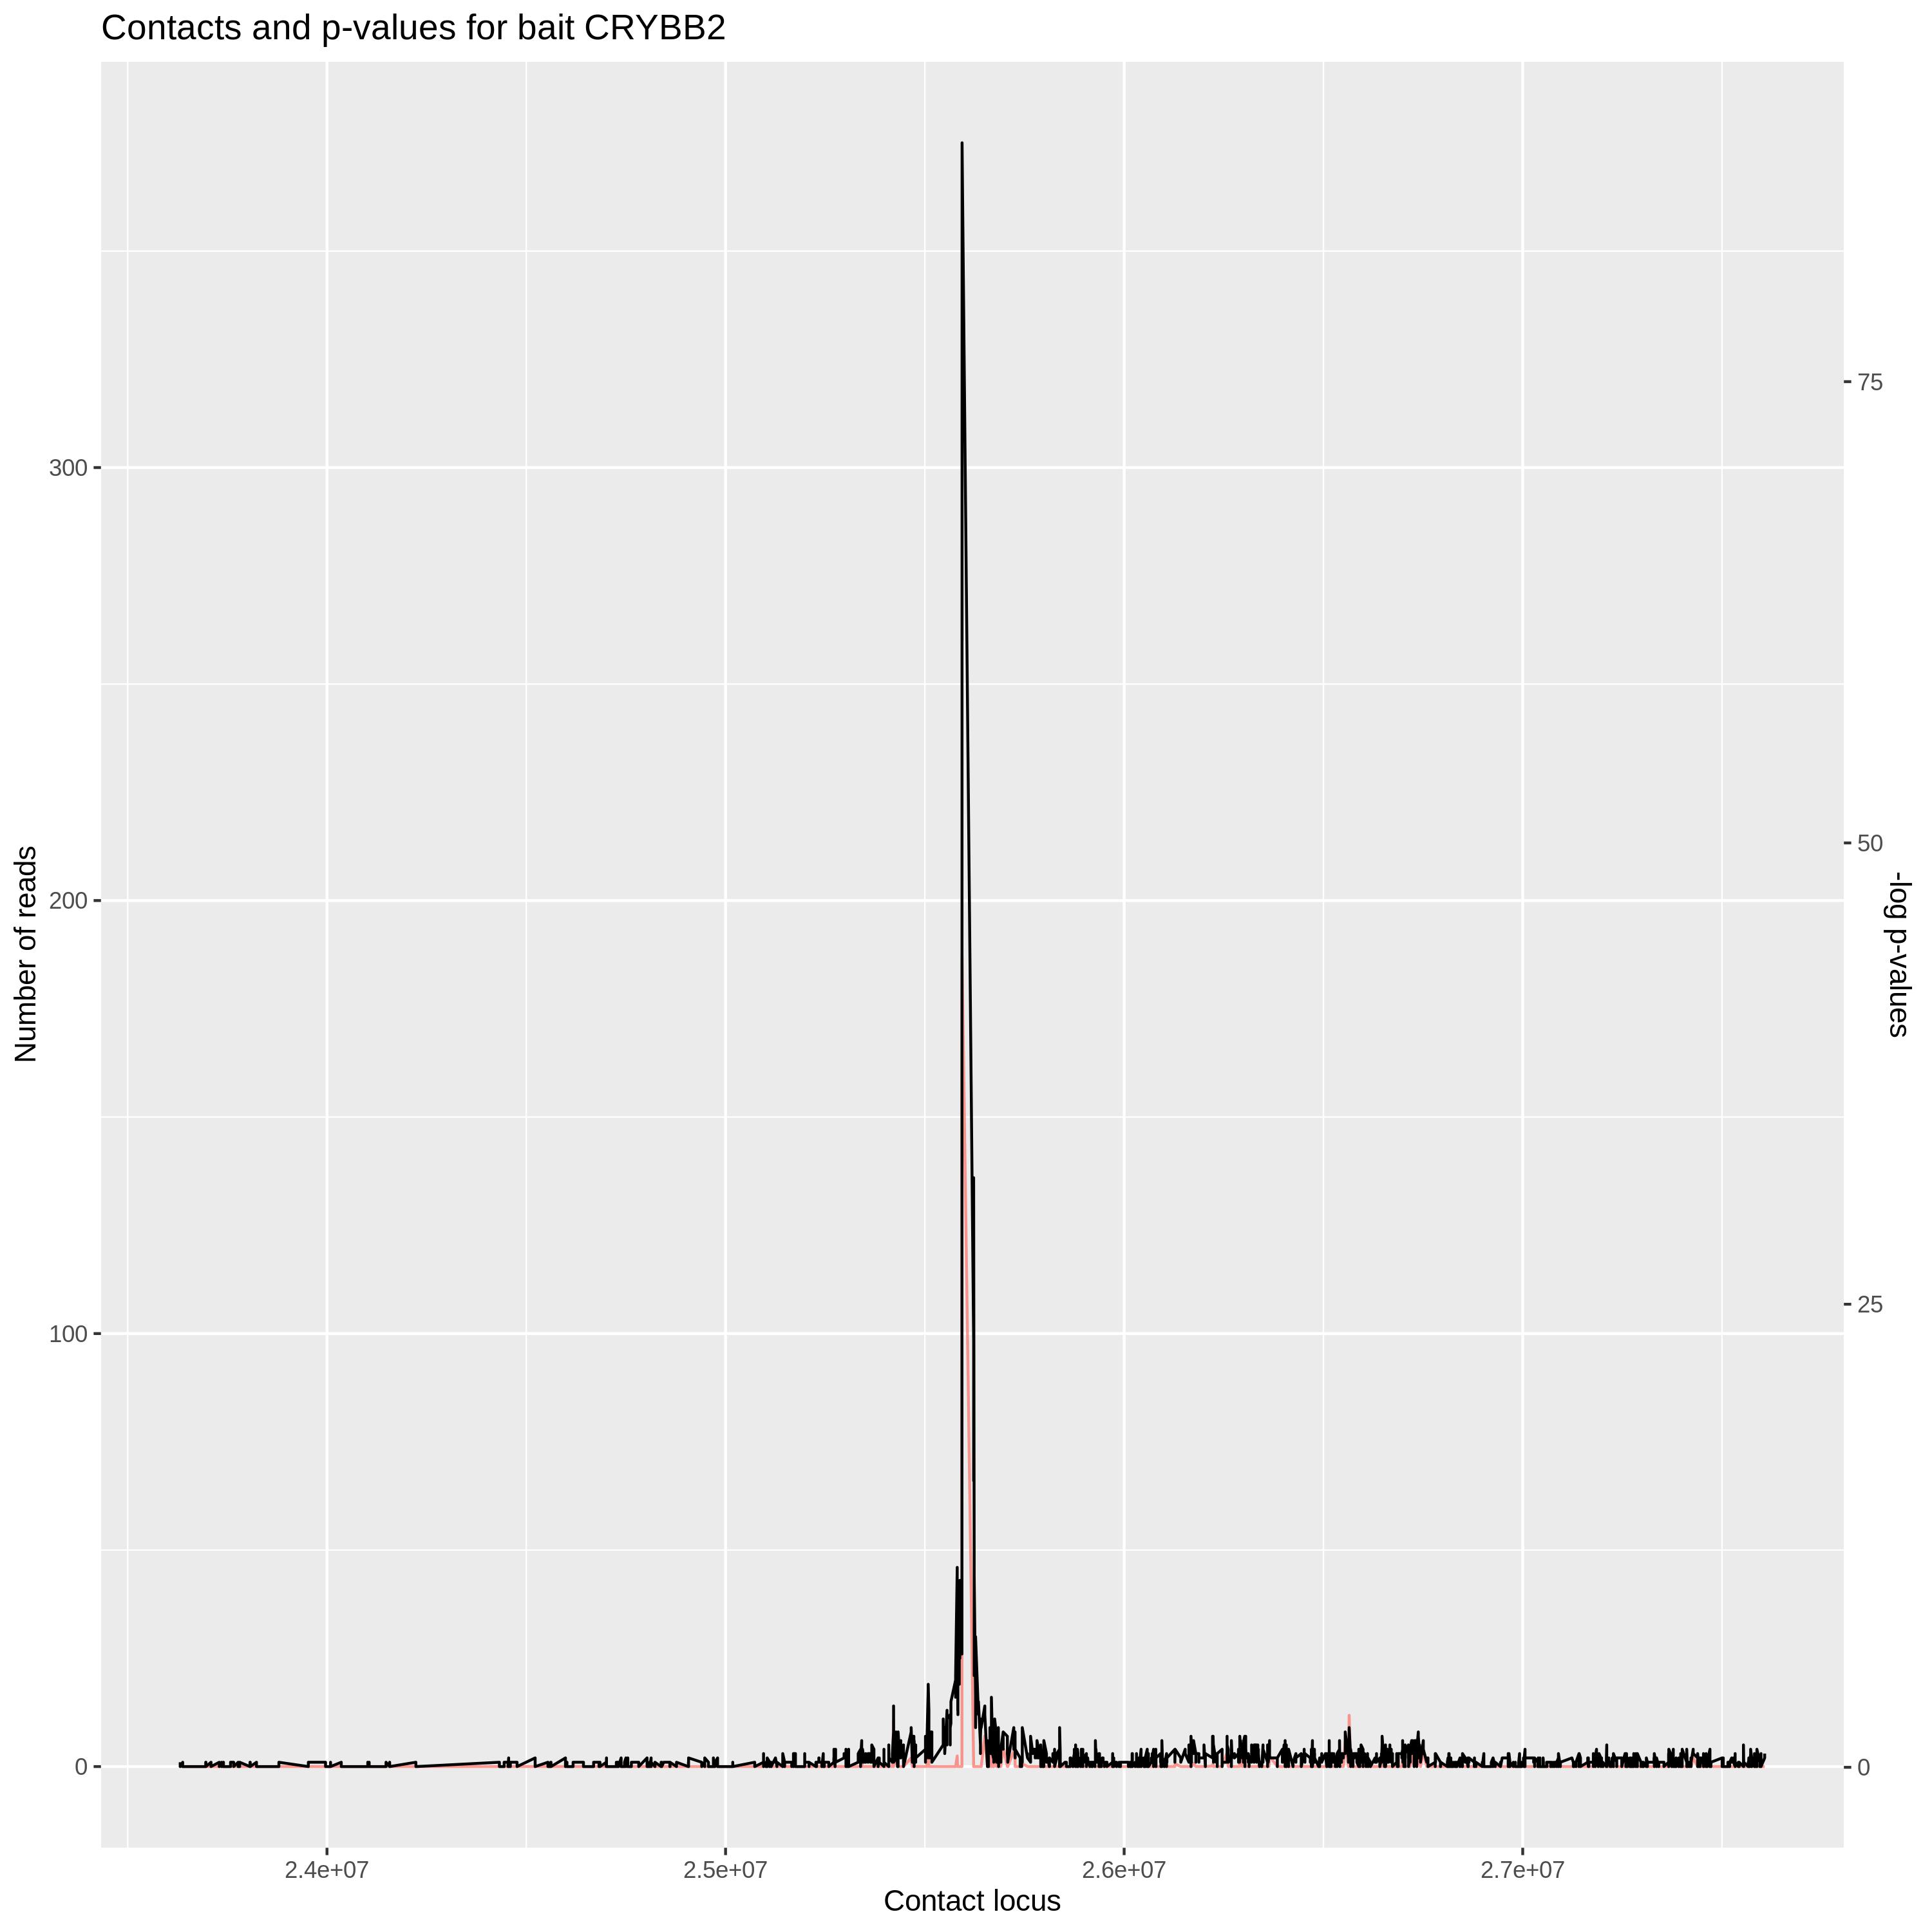 Contacts and p-values for bait CRYBB2
300
200
100
0
Number of reads
75
50
25
0
-log p-values
2.4e+07
2.5e+07
2.6e+07
2.7e+07
Contact locus